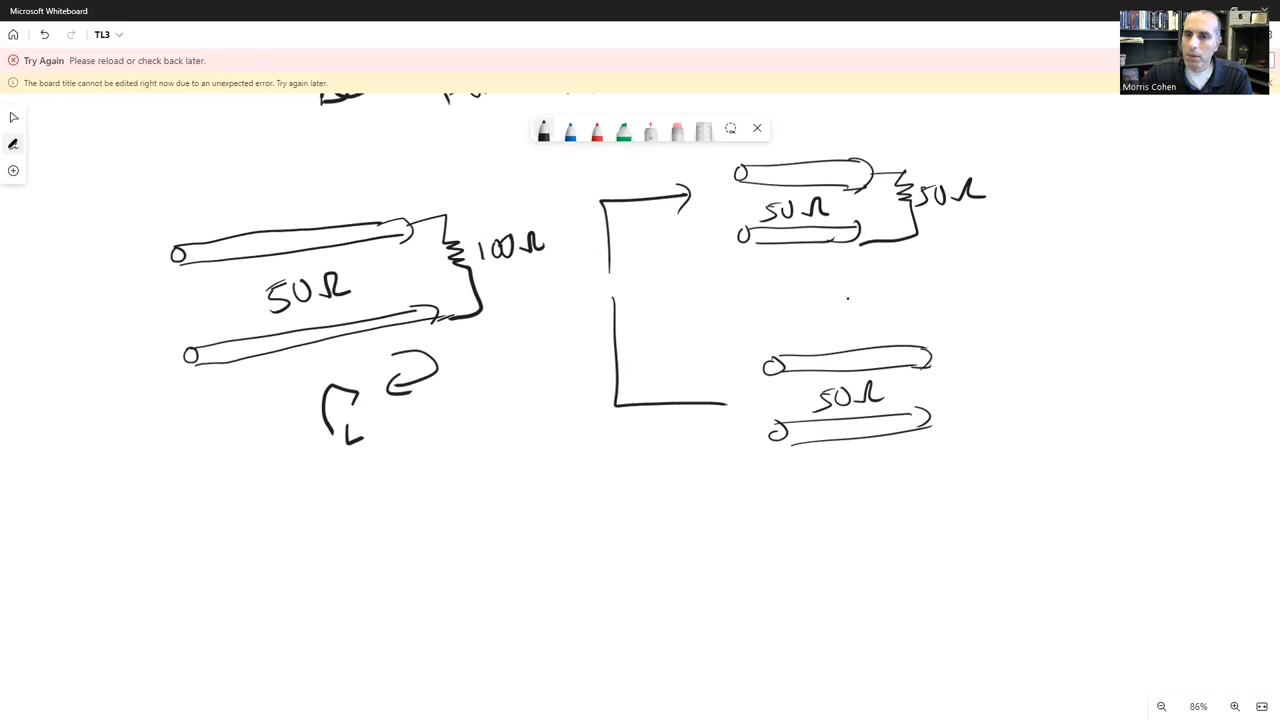 Microsoft Whiteboard
TL3
Try Again Please reload or check back later.
The board title cannot be edited right now due to an unexpected error. Try again later.
Morris Cohen
50Ω
100Ω
50Ω
50Ω
50Ω
86%